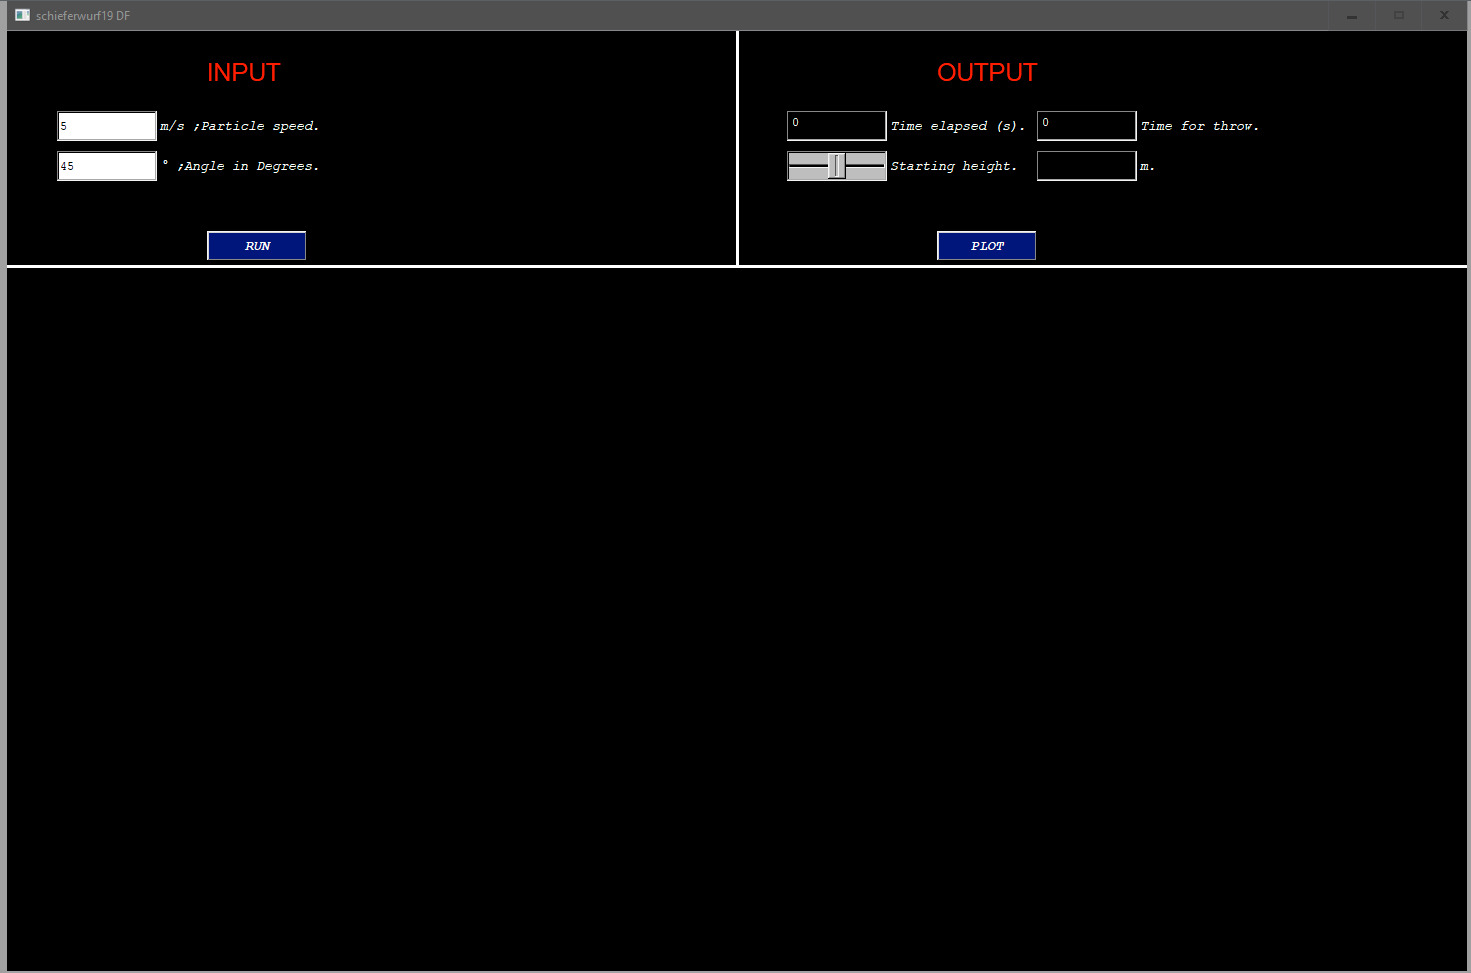 schieferwurf19 DF
INPUT
OUTPUT
5 m/s ;Particle speed.
0 Time elapsed (s). 0 Time for throw.
45 ° ;Angle in Degrees.
Starting height. m.
RUN
PLOT